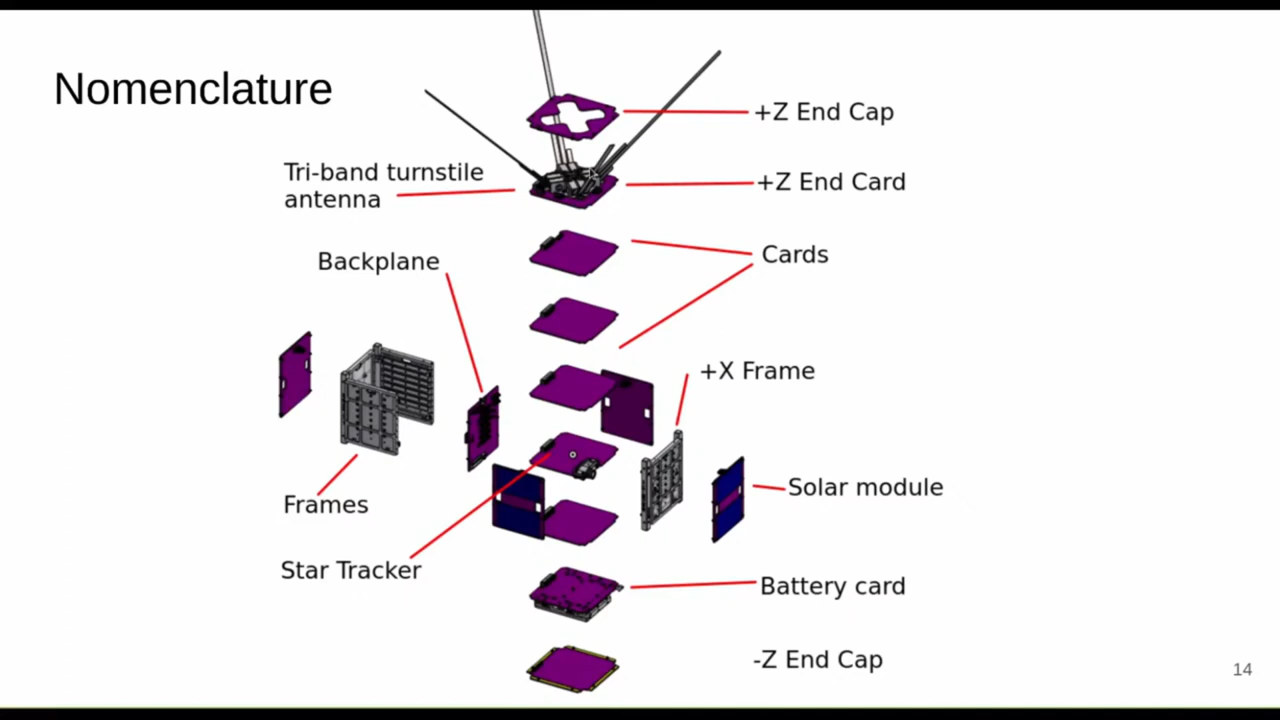 Nomenclature
+Z End Cap
Tri-band turnstile
antenna
+Z End Card
Backplane
Cards
+X Frame
Frames
Solar module
Star Tracker
Battery card
-Z End Cap
14